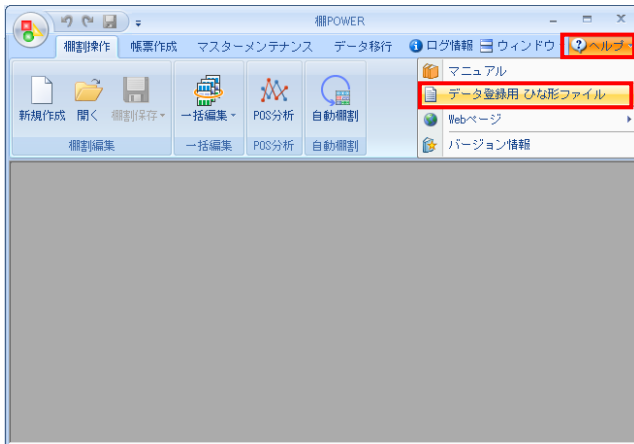 棚POWER
棚割操作 帳票作成 マスターメンテナンス データ移行 ログ情報 ウィンドウ ヘルプ
マニュアル
データ登録用 ひな形ファイル
Webページ
バージョン情報
新規作成 開く 棚割保存 一括編集 POS分析 自動棚割
棚割編集 一括編集 POS分析 自動棚割